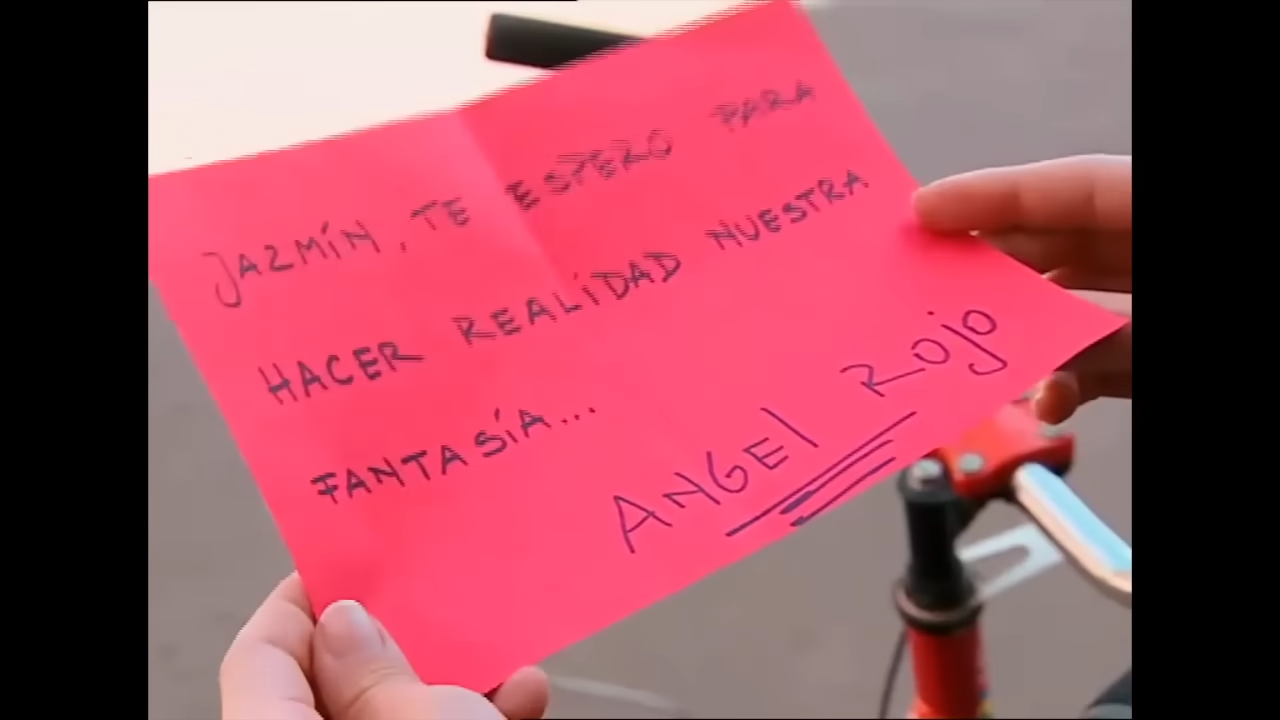 JAZMÍN, TE ESPERO PARA
HACER REALIDAD NUESTRA
FANTASÍA...
ANGEL ROJO